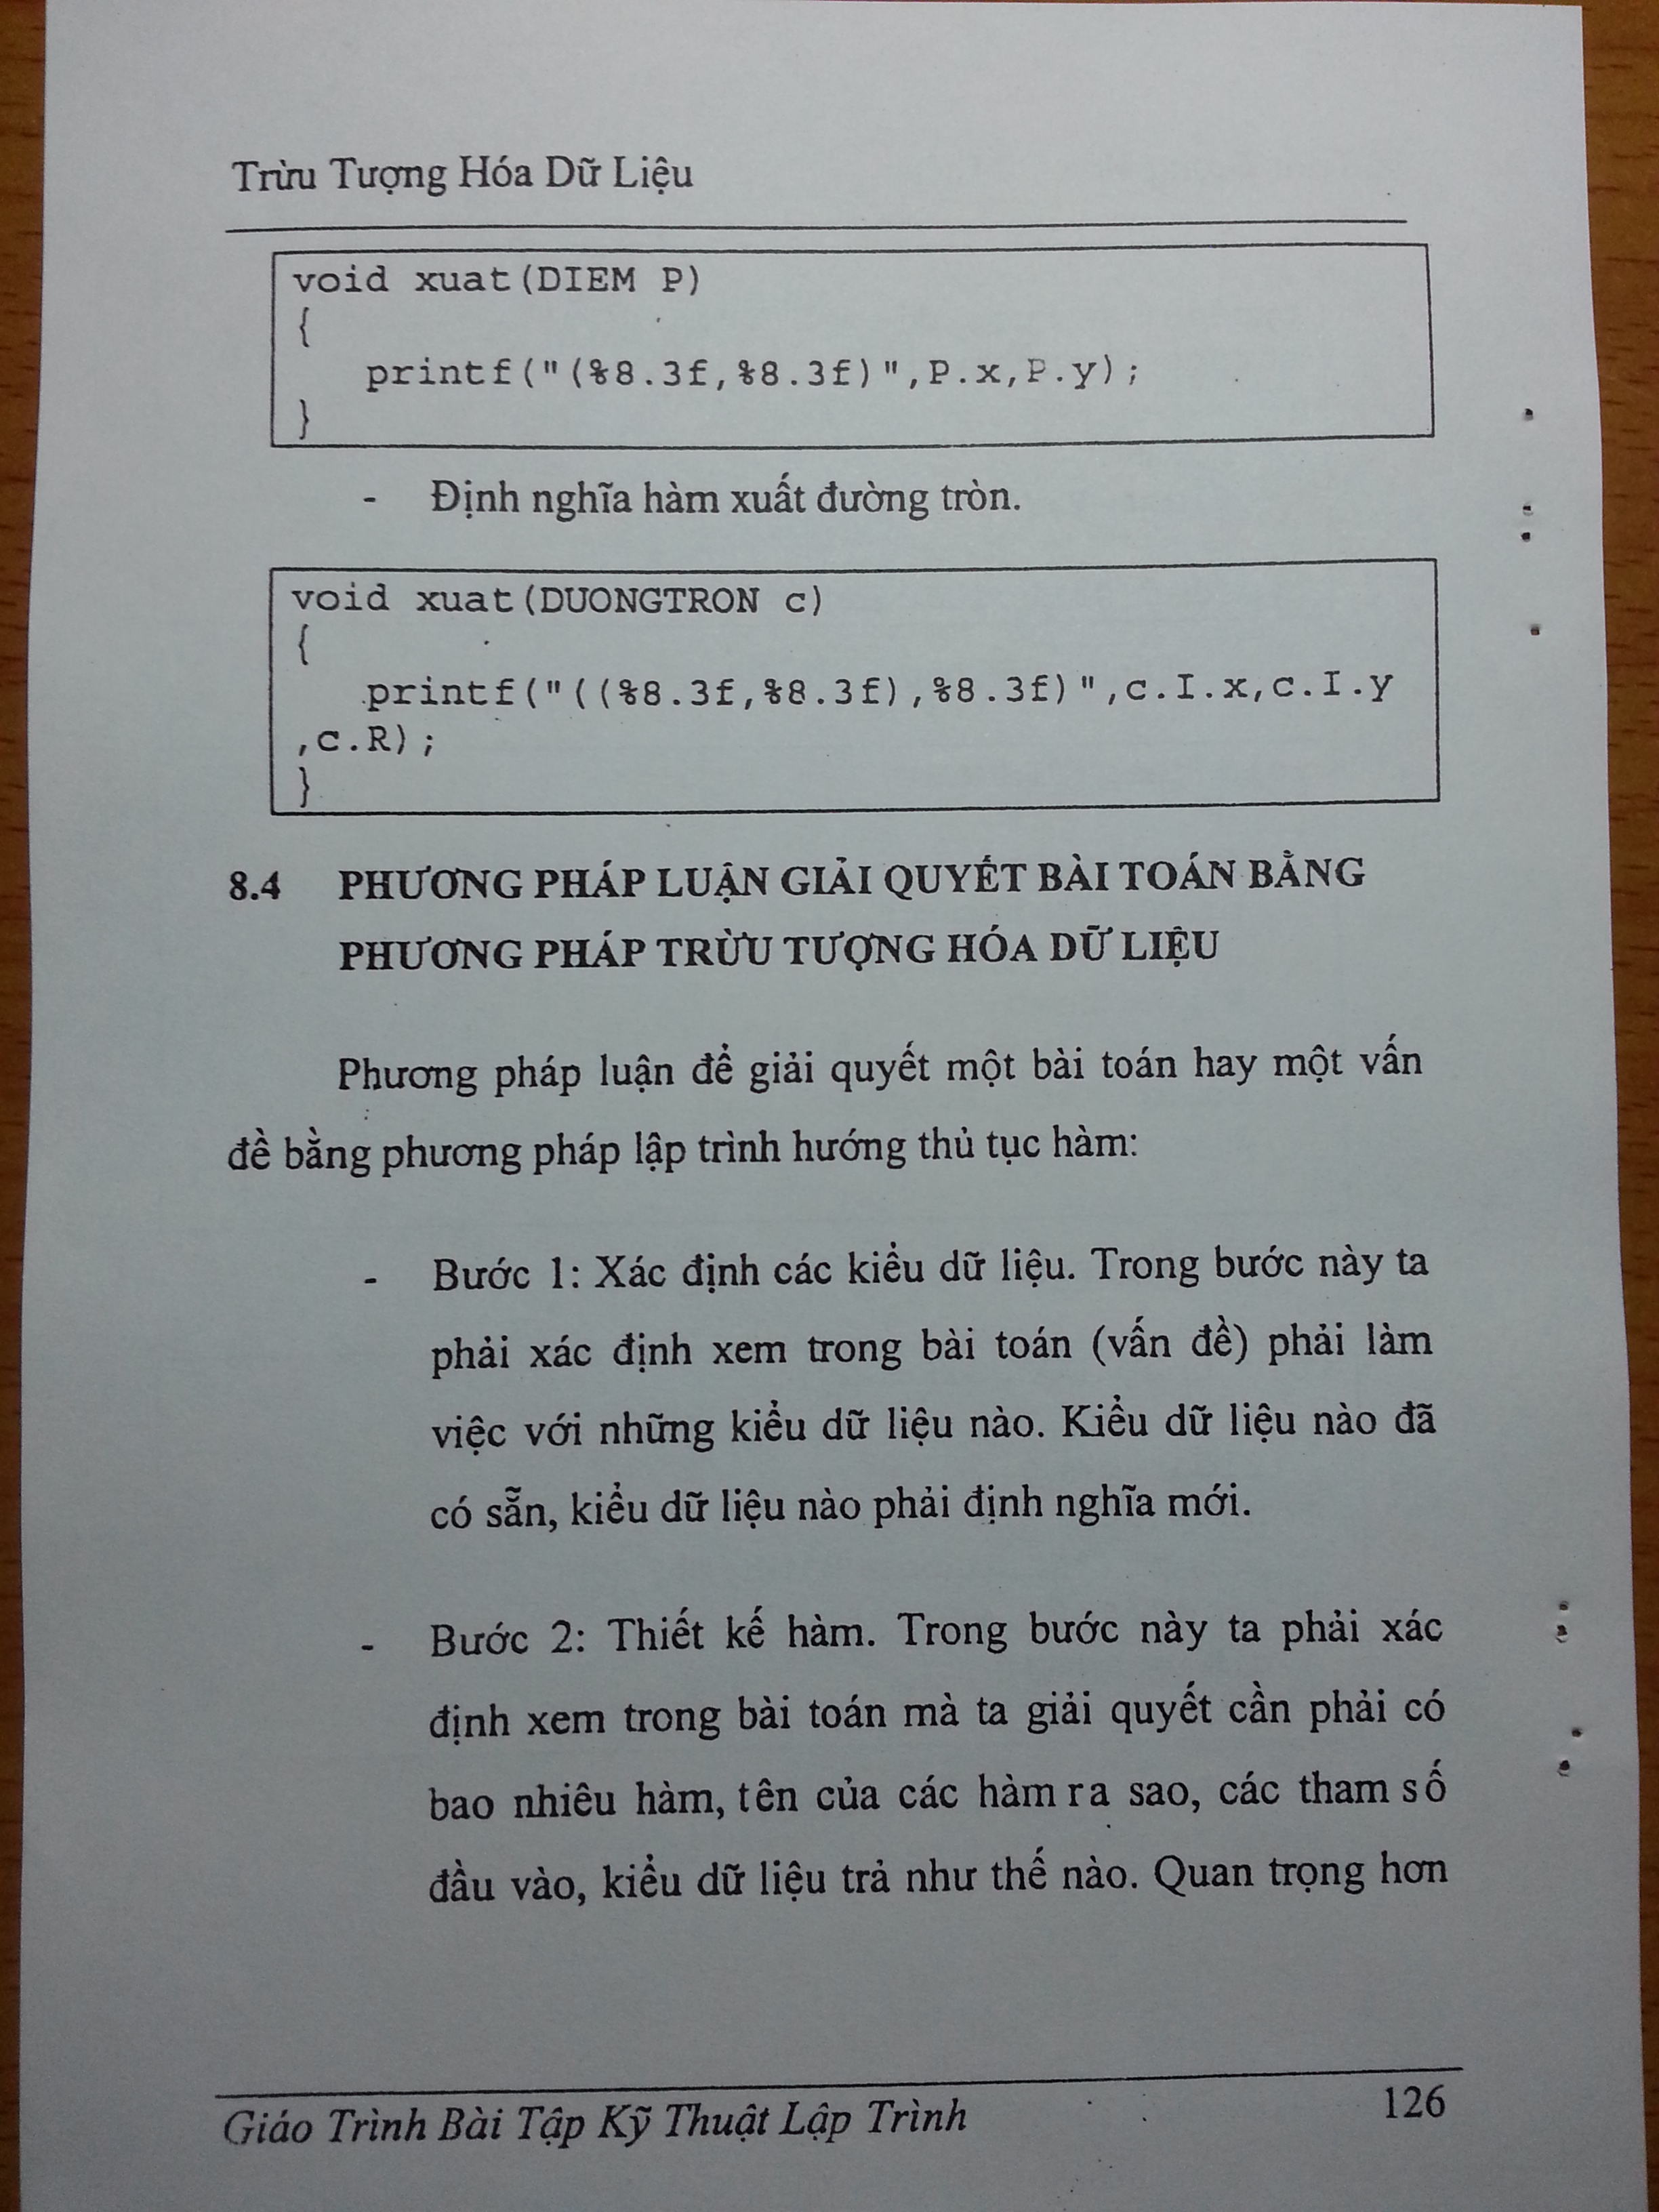 Trừu Tượng Hóa Dữ Liệu
void xuat(DIEM P)
{
printf("(%8.3f,%8.3f)",P.x,P.y);
}
- Định nghĩa hàm xuất đường tròn.
void xuat(DUONGTRON c)
{
printf("((%8.3f,%8.3f),%8.3f)",c.I.x,c.I.y
,c.R);
}
8.4 PHƯƠNG PHÁP LUẬN GIẢI QUYẾT BÀI TOÁN BẰNG
PHƯƠNG PHÁP TRỪU TƯỢNG HÓA DỮ LIỆU
Phương pháp luận để giải quyết một bài toán hay một vấn
đề bằng phương pháp lập trình hướng thủ tục hàm:
- Bước 1: Xác định các kiểu dữ liệu. Trong bước này ta
phải xác định xem trong bài toán (vấn đề) phải làm
việc với những kiểu dữ liệu nào. Kiểu dữ liệu nào đã
có sẵn, kiểu dữ liệu nào phải định nghĩa mới.
- Bước 2: Thiết kế hàm. Trong bước này ta phải xác
định xem trong bài toán mà ta giải quyết cần phải có
bao nhiêu hàm, tên của các hàm ra sao, các tham số
đầu vào, kiểu dữ liệu trả như thế nào. Quan trọng hơn
Giáo Trình Bài Tập Kỹ Thuật Lập Trình 126